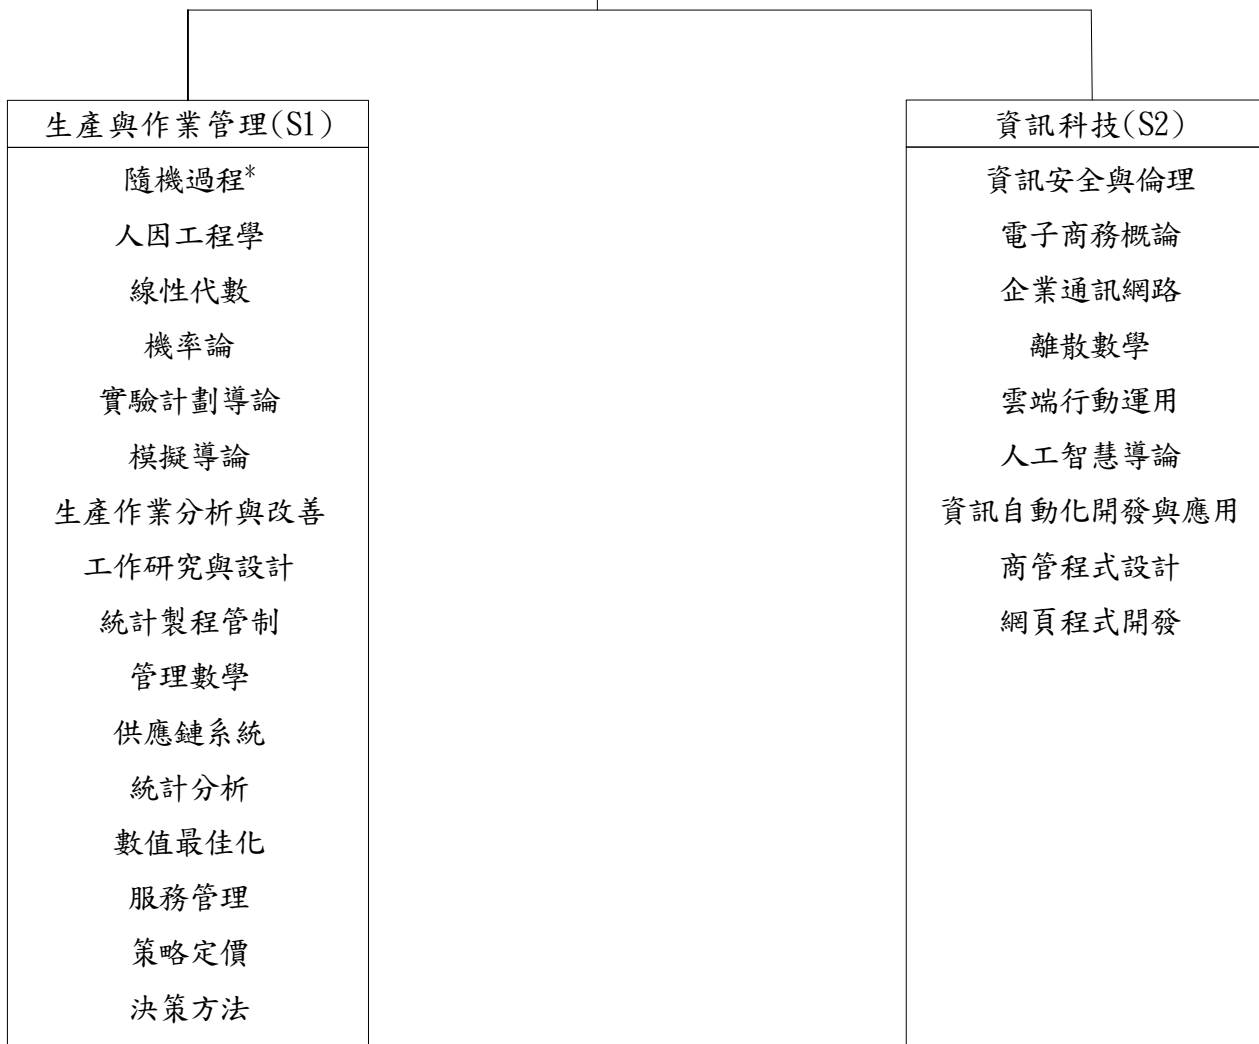 生產與作業管理(S1)
隨機過程*
人因工程學
線性代數
機率論
實驗計劃導論
模擬導論
生產作業分析與改善
工作研究與設計
統計製程管制
管理數學
供應鏈系統
統計分析
數值最佳化
服務管理
策略定價
決策方法
資訊科技(S2)
資訊安全與倫理
電子商務概論
企業通訊網路
離散數學
雲端行動運用
人工智慧導論
資訊自動化開發與應用
商管程式設計
網頁程式開發